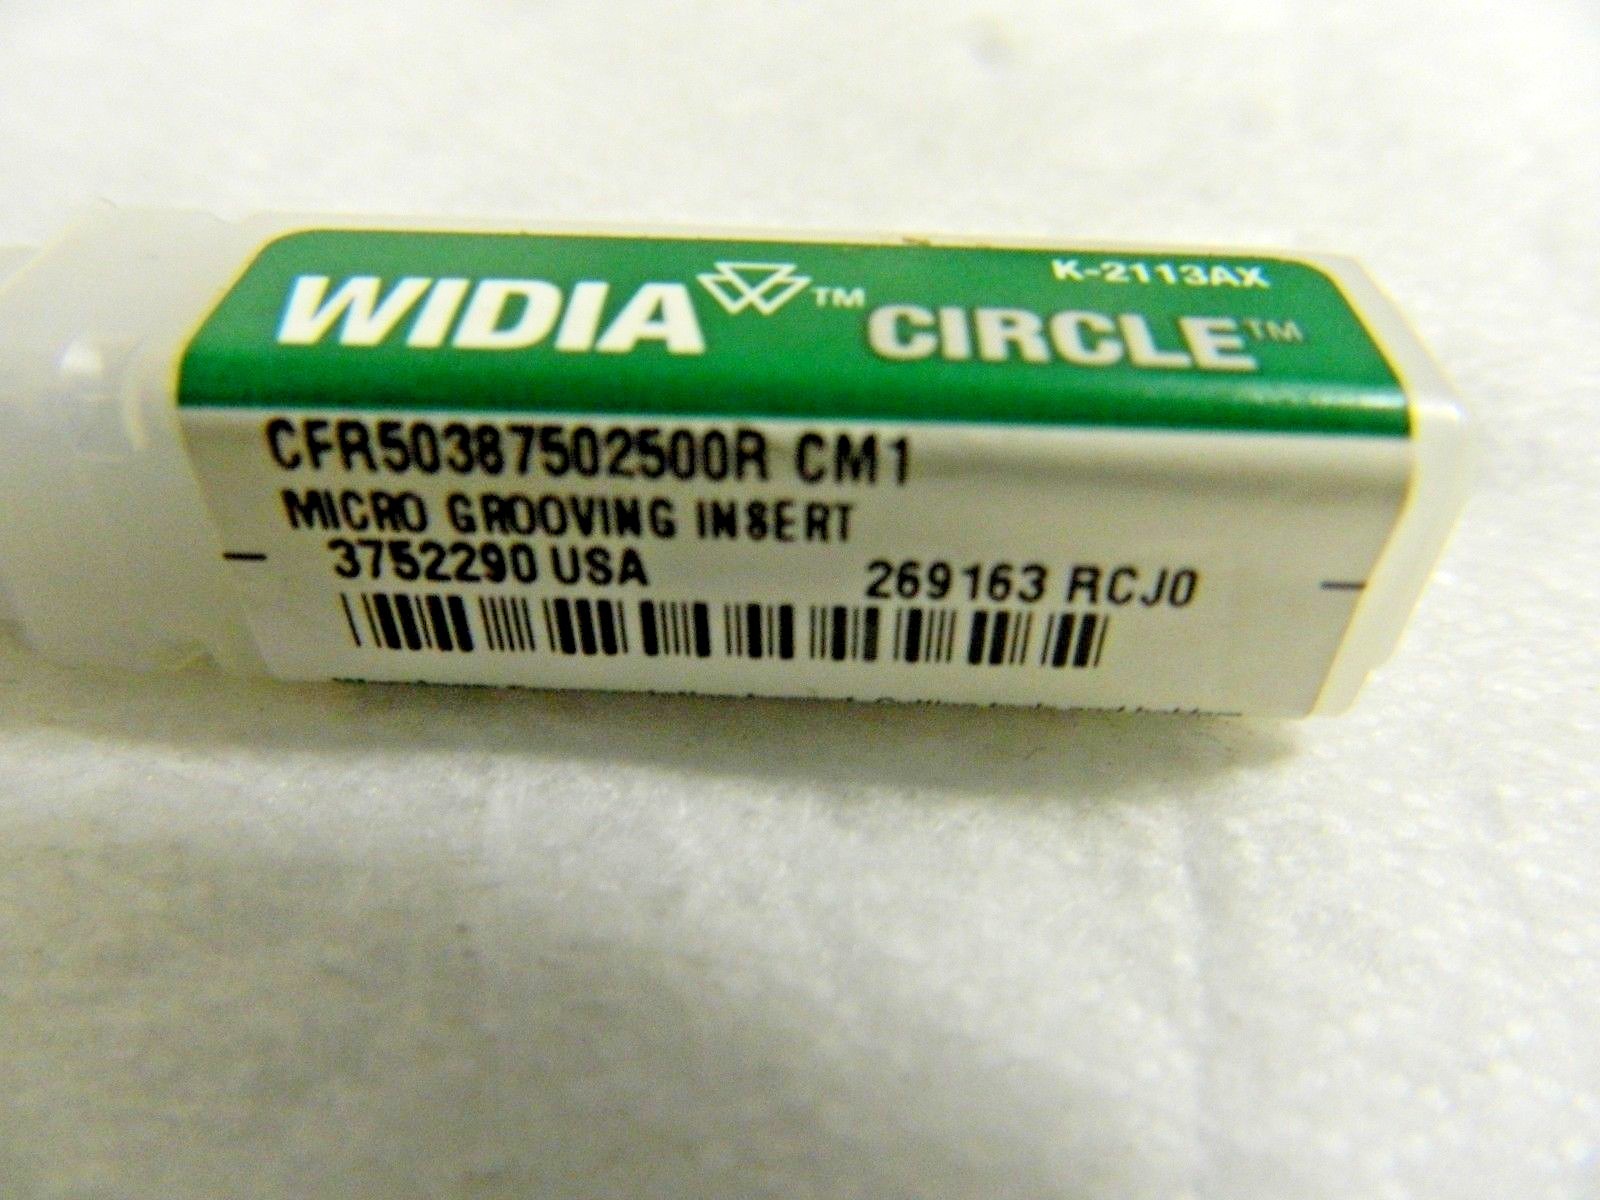 K-2113AX
WIDIA™ CIRCLE™
CFR50387502500R CM1
MICRO GROOVING INSERT
3752290 USA 269163 RCJ0